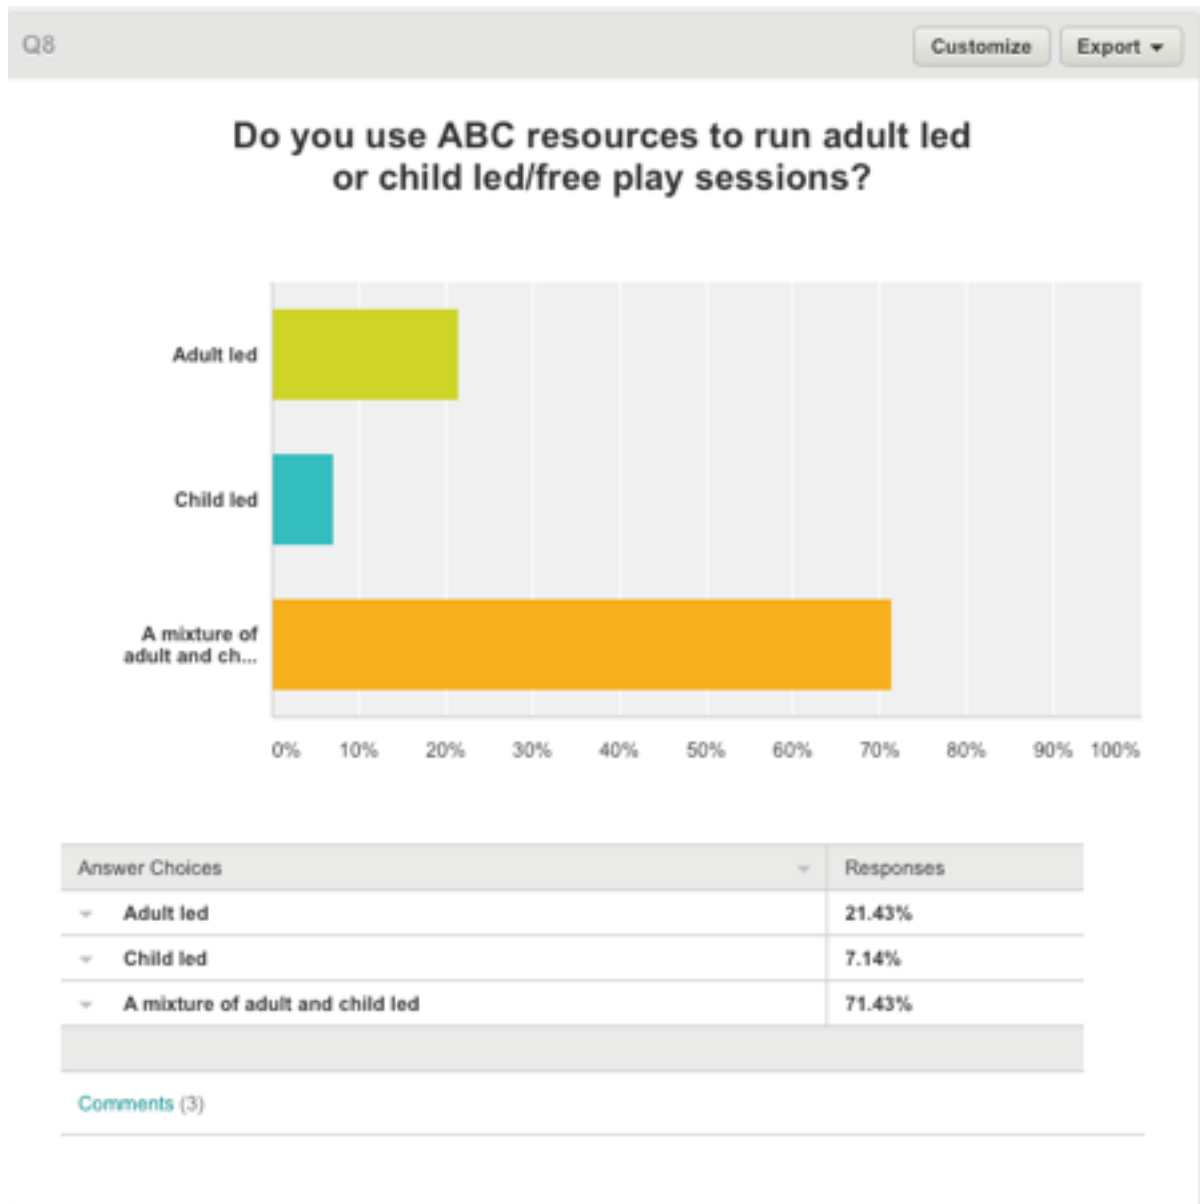 Q8
Customize
Export
Do you use ABC resources to run adult led
or child led/free play sessions?
Adult led
Child led
A mixture of
adult and ch...
0% 10% 20% 30% 40% 50% 60% 70% 80% 90% 100%
Answer Choices Responses
Adult led 21.43%
Child led 7.14%
A mixture of adult and child led 71.43%
Comments (3)